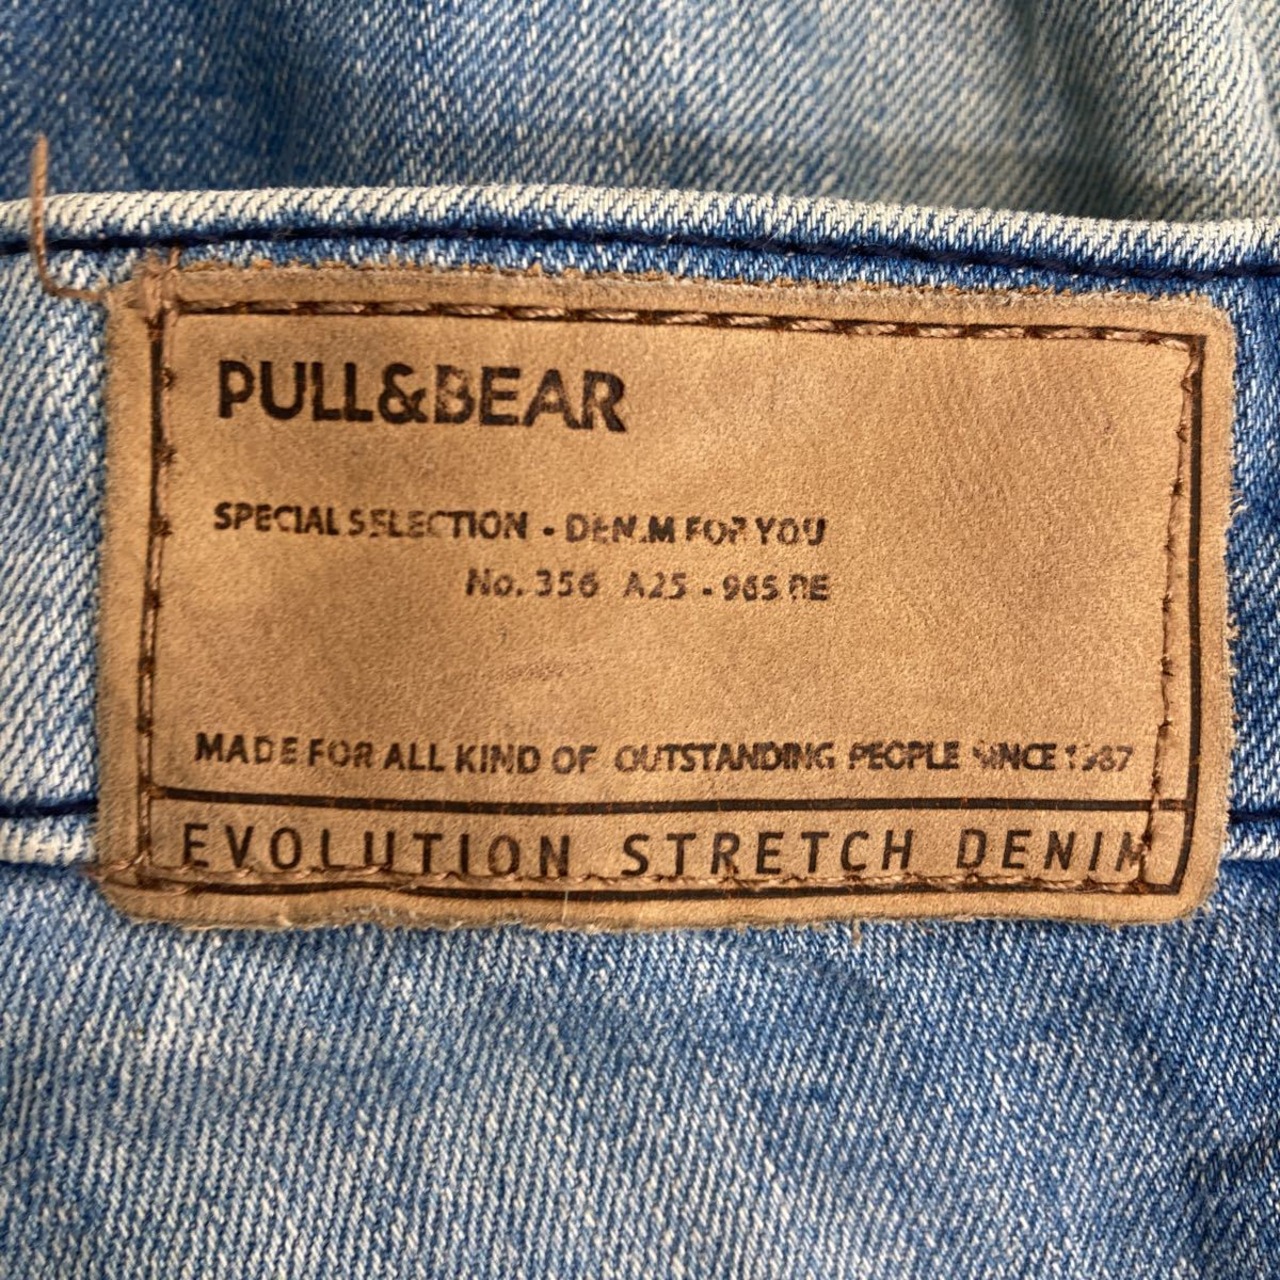 PULL&BEAR
SPECIAL SELECTION - DENIM FOR YOU
No. 356 A25 - 965 RE
MADE FOR ALL KIND OF OUTSTANDING PEOPLE SINCE 1987
EVOLUTION STRETCH DENIM